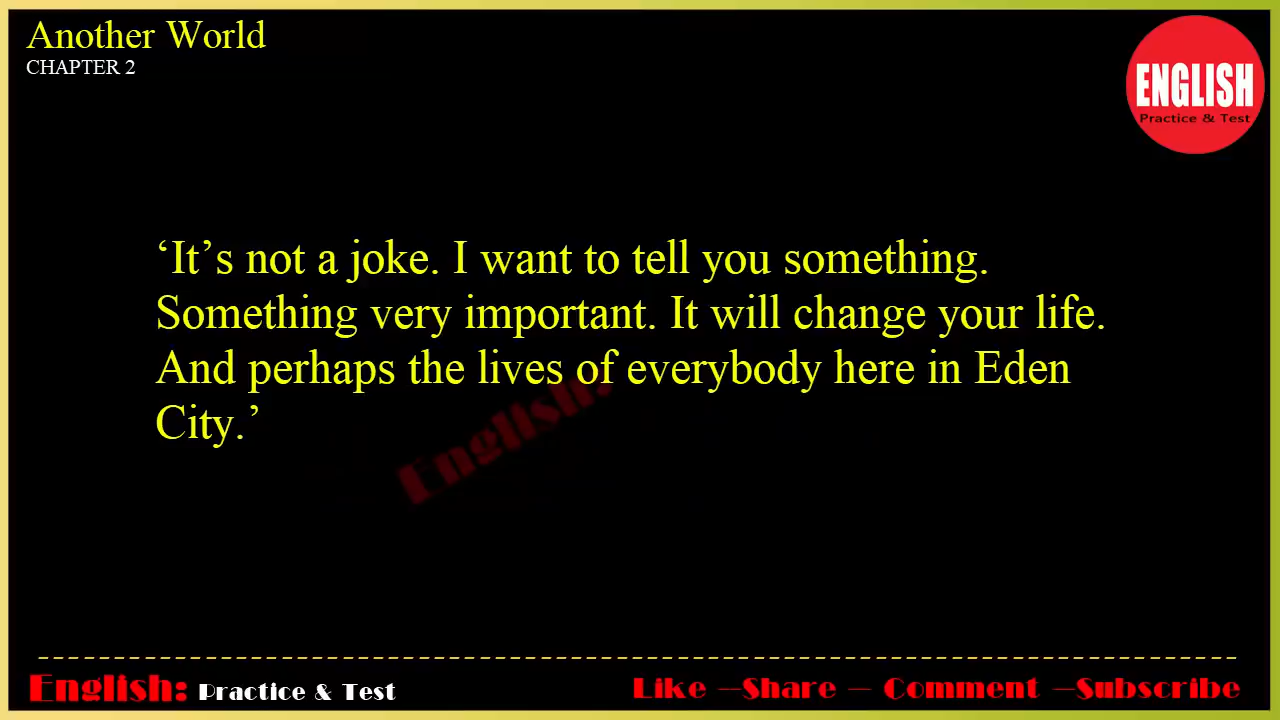 Another World
CHAPTER 2
ENGLISH
Practice & Test
‘It’s not a joke. I want to tell you something.
Something very important. It will change your life.
And perhaps the lives of everybody here in Eden
City.’
English:
English: Practice & Test
Like —Share — Comment —Subscribe